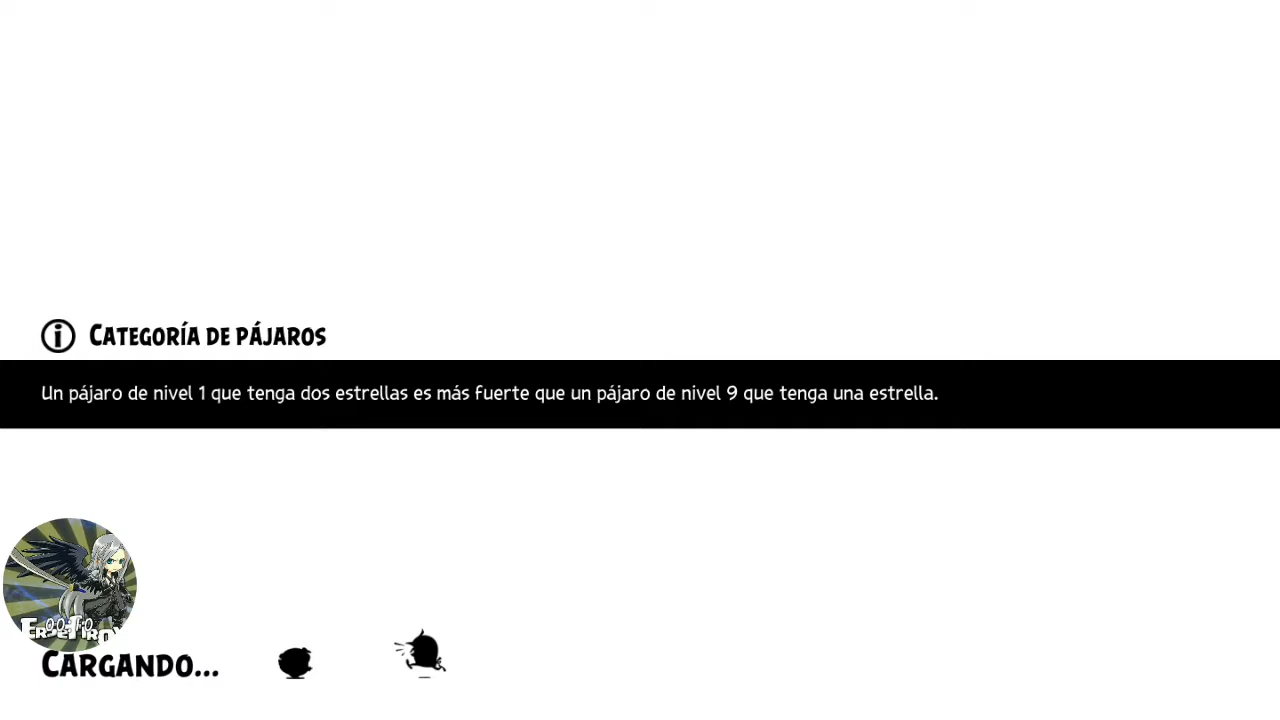 Categoría de pájaros
Un pájaro de nivel 1 que tenga dos estrellas es más fuerte que un pájaro de nivel 9 que tenga una estrella.
Cargando...